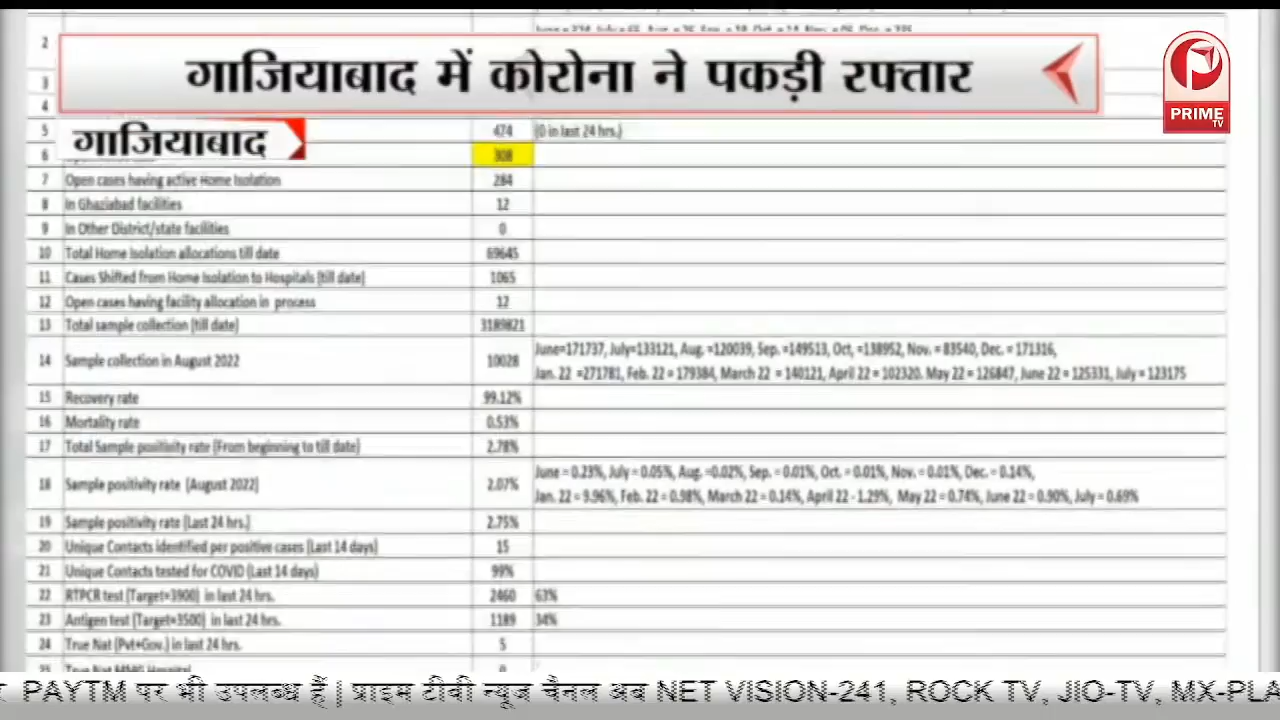 2
गाजियाबाद में कोरोना ने पकड़ी रफ्तार
PRIME
TV
3
4
गाजियाबाद
5 474 (0 in last 24 hrs.)
6 308
7 Open cases having active Home Isolation 284
8 In Ghaziabad facilities 12
9 In Other District/state facilities 0
10 Total Home Isolation allocations till date 69645
11 Cases Shifted from Home Isolation to Hospitals (till date) 1065
12 Open cases having facility allocation in process 12
13 Total sample collection (till date) 3189821
14 Sample collection in August 2022 10028 June=171737, July=133121, Aug. =120039, Sep. =149513, Oct, =138952, Nov. = 83540, Dec. = 171316,
Jan. 22 =271781, Feb. 22 = 179384, March 22 = 140121, April 22 = 102320. May 22 = 126847, June 22 = 125331, July = 123175
15 Recovery rate 99.12%
16 Mortality rate 0.53%
17 Total Sample positivity rate (From beginning to till date) 2.78%
18 Sample positivity rate (August 2022) 2.07% June = 0.23%, July = 0.05%, Aug. =0.02%, Sep. = 0.01%, Oct. = 0.01%, Nov. = 0.01%, Dec. = 0.14%,
Jan. 22 = 9.96%, Feb. 22 = 0.98%, March 22 = 0.14%, April 22 - 1.29%, May 22 = 0.74%, June 22 = 0.90%, July = 0.69%
19 Sample positivity rate (Last 24 hrs.) 2.75%
20 Unique Contacts identified per positive cases (Last 14 days) 15
21 Unique Contacts tested for COVID (Last 14 days) 99%
22 RTPCR test (Target=3900) in last 24 hrs. 2460 63%
23 Antigen test (Target=3500) in last 24 hrs. 1189 34%
24 True Nat (Pvt+Gov.) in last 24 hrs. 5
PAYTM पर भी उपलब्ध हैं | प्राइम टीवी न्यूज चैनल अब NET VISION-241, ROCK TV, JIO-TV, MX-PLA